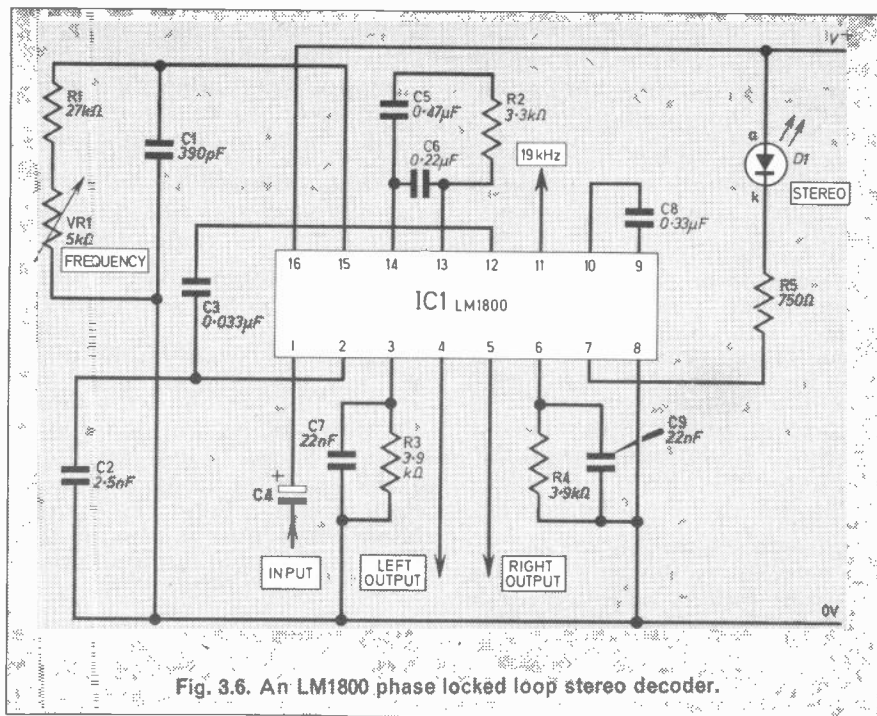 V+
R1
27kΩ
C1
390pF
C5
0·47µF
R2
3·3kΩ
C6
0·22µF
19kHz
a
D1
k
STEREO
C8
0·33µF
VR1
5kΩ
FREQUENCY
C3
0·033µF
16 15 14 13 12 11 10 9
IC1 LM1800
1 2 3 4 5 6 7 8
R5
750Ω
C2
2·5nF
C7
22nF
R3
3·9
kΩ
C4
+
INPUT
LEFT
OUTPUT
RIGHT
OUTPUT
R4
3·9kΩ
C9
22nF
0V
Fig. 3.6. An LM1800 phase locked loop stereo decoder.